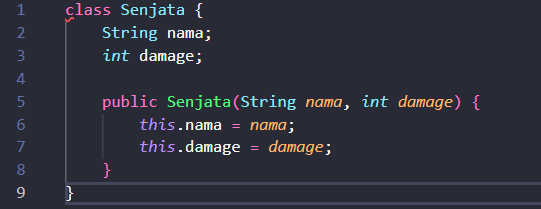 1 class Senjata {
2     String nama;
3     int damage;
4
5     public Senjata(String nama, int damage) {
6         this.nama = nama;
7         this.damage = damage;
8     }
9 }